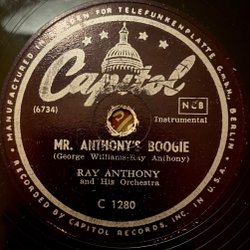 MANUFACTURED IN SWEDEN FOR TELEFUNKENPLATTE G.M.B.H. BERLIN
Capitol
(6734)
NCB
Instrumental
MR. ANTHONY'S BOOGIE
(George Williams-Ray Anthony)
RAY ANTHONY
and His Orchestra
C 1280
RECORDED BY CAPITOL RECORDS, INC. IN U.S.A.